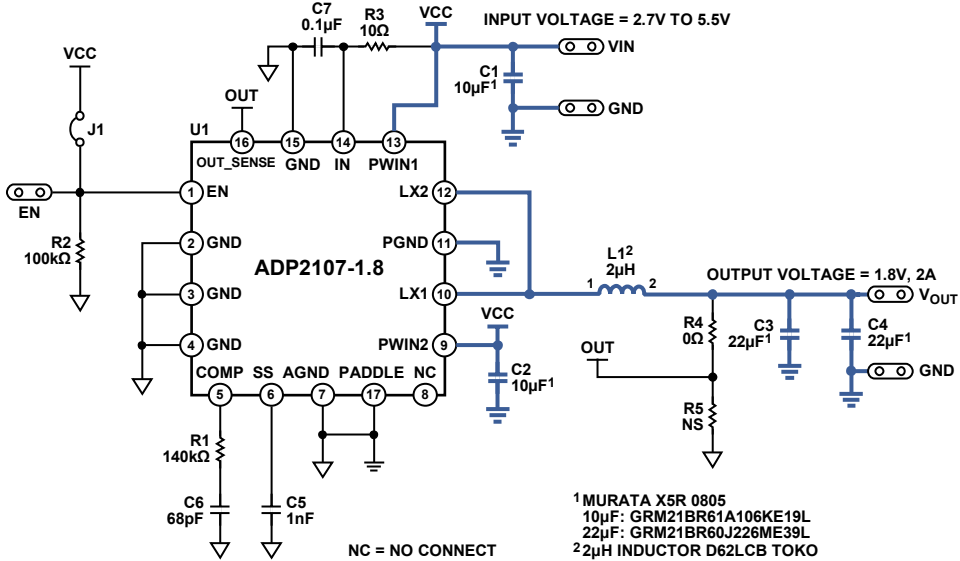 C7
0.1µF
R3
10Ω
VCC
INPUT VOLTAGE = 2.7V TO 5.5V
VIN
C1
10µF1
GND
VCC
J1
OUT
U1
16
15
14
13
OUT_SENSE
GND
IN
PWIN1
EN
1
EN
R2
100kΩ
2
GND
3
GND
4
GND
ADP2107-1.8
LX2
12
PGND
11
LX1
10
PWIN2
9
L12
2µH
1
2
OUTPUT VOLTAGE = 1.8V, 2A
VOUT
VCC
C2
10µF1
OUT
R4
0Ω
R5
NS
C3
22µF1
C4
22µF1
GND
COMP
SS
AGND
PADDLE
NC
5
6
7
17
8
R1
140kΩ
C6
68pF
C5
1nF
NC = NO CONNECT
1 MURATA X5R 0805
10µF: GRM21BR61A106KE19L
22µF: GRM21BR60J226ME39L
2 2µH INDUCTOR D62LCB TOKO